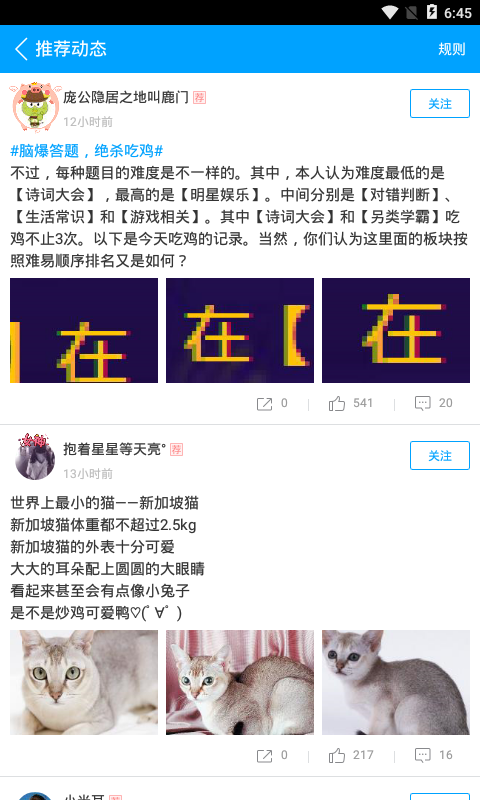 6:45
推荐动态
规则
庞公隐居之地叫鹿门 荐
关注
12小时前
#脑爆答题，绝杀吃鸡#
不过，每种题目的难度是不一样的。其中，本人认为难度最低的是
【诗词大会】，最高的是【明星娱乐】。中间分别是【对错判断】、
【生活常识】和【游戏相关】。其中【诗词大会】和【另类学霸】吃
鸡不止3次。以下是今天吃鸡的记录。当然，你们认为这里面的板块按
照难易顺序排名又是如何？
在
在【
在
0
541
20
抱着星星等天亮° 荐
关注
13小时前
世界上最小的猫——新加坡猫
新加坡猫体重都不超过2.5kg
新加坡猫的外表十分可爱
大大的耳朵配上圆圆的大眼睛
看起来甚至会有点像小兔子
是不是炒鸡可爱鸭♡(ﾟ∀ﾟ)
0
217
16